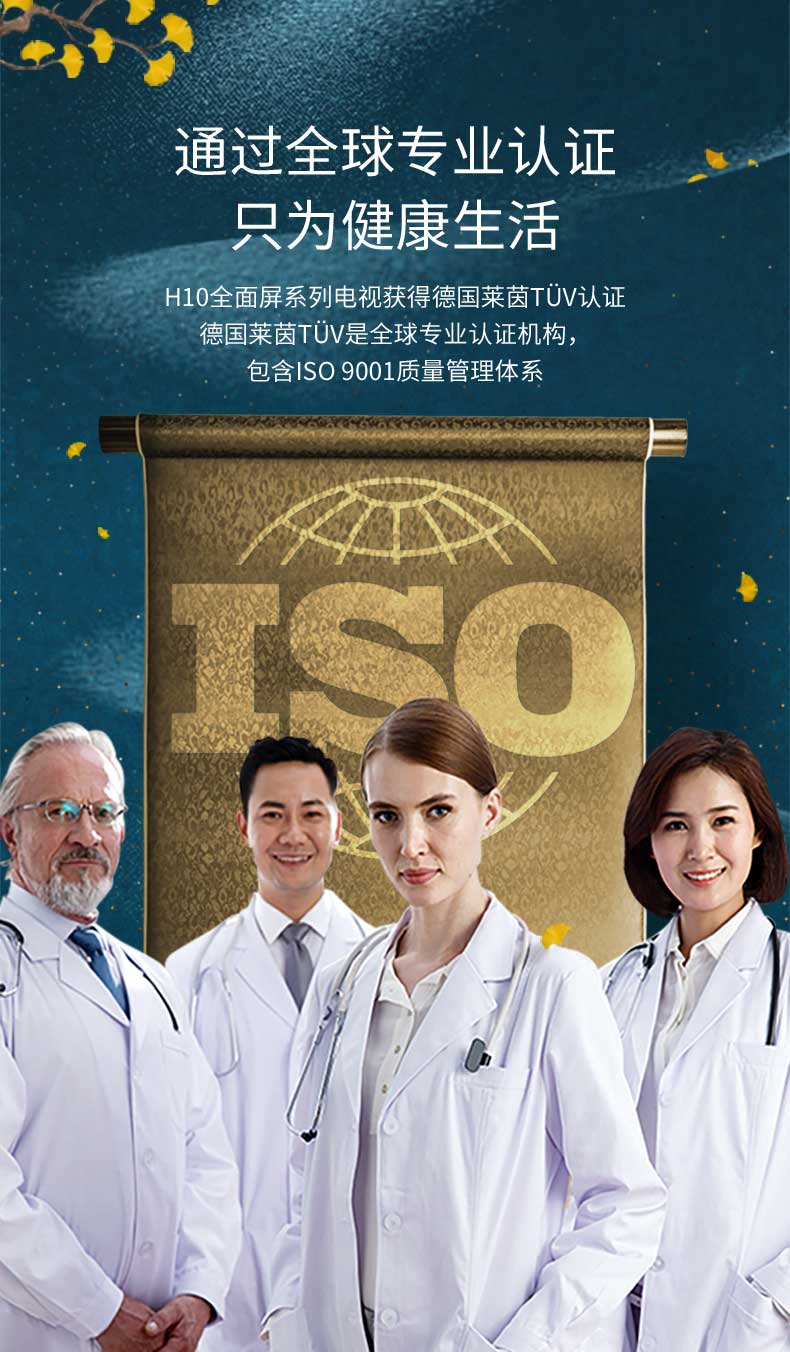 通过全球专业认证
只为健康生活
H10全面屏系列电视获得德国莱茵TÜV认证
德国莱茵TÜV是全球专业认证机构，
包含ISO 9001质量管理体系
ISO